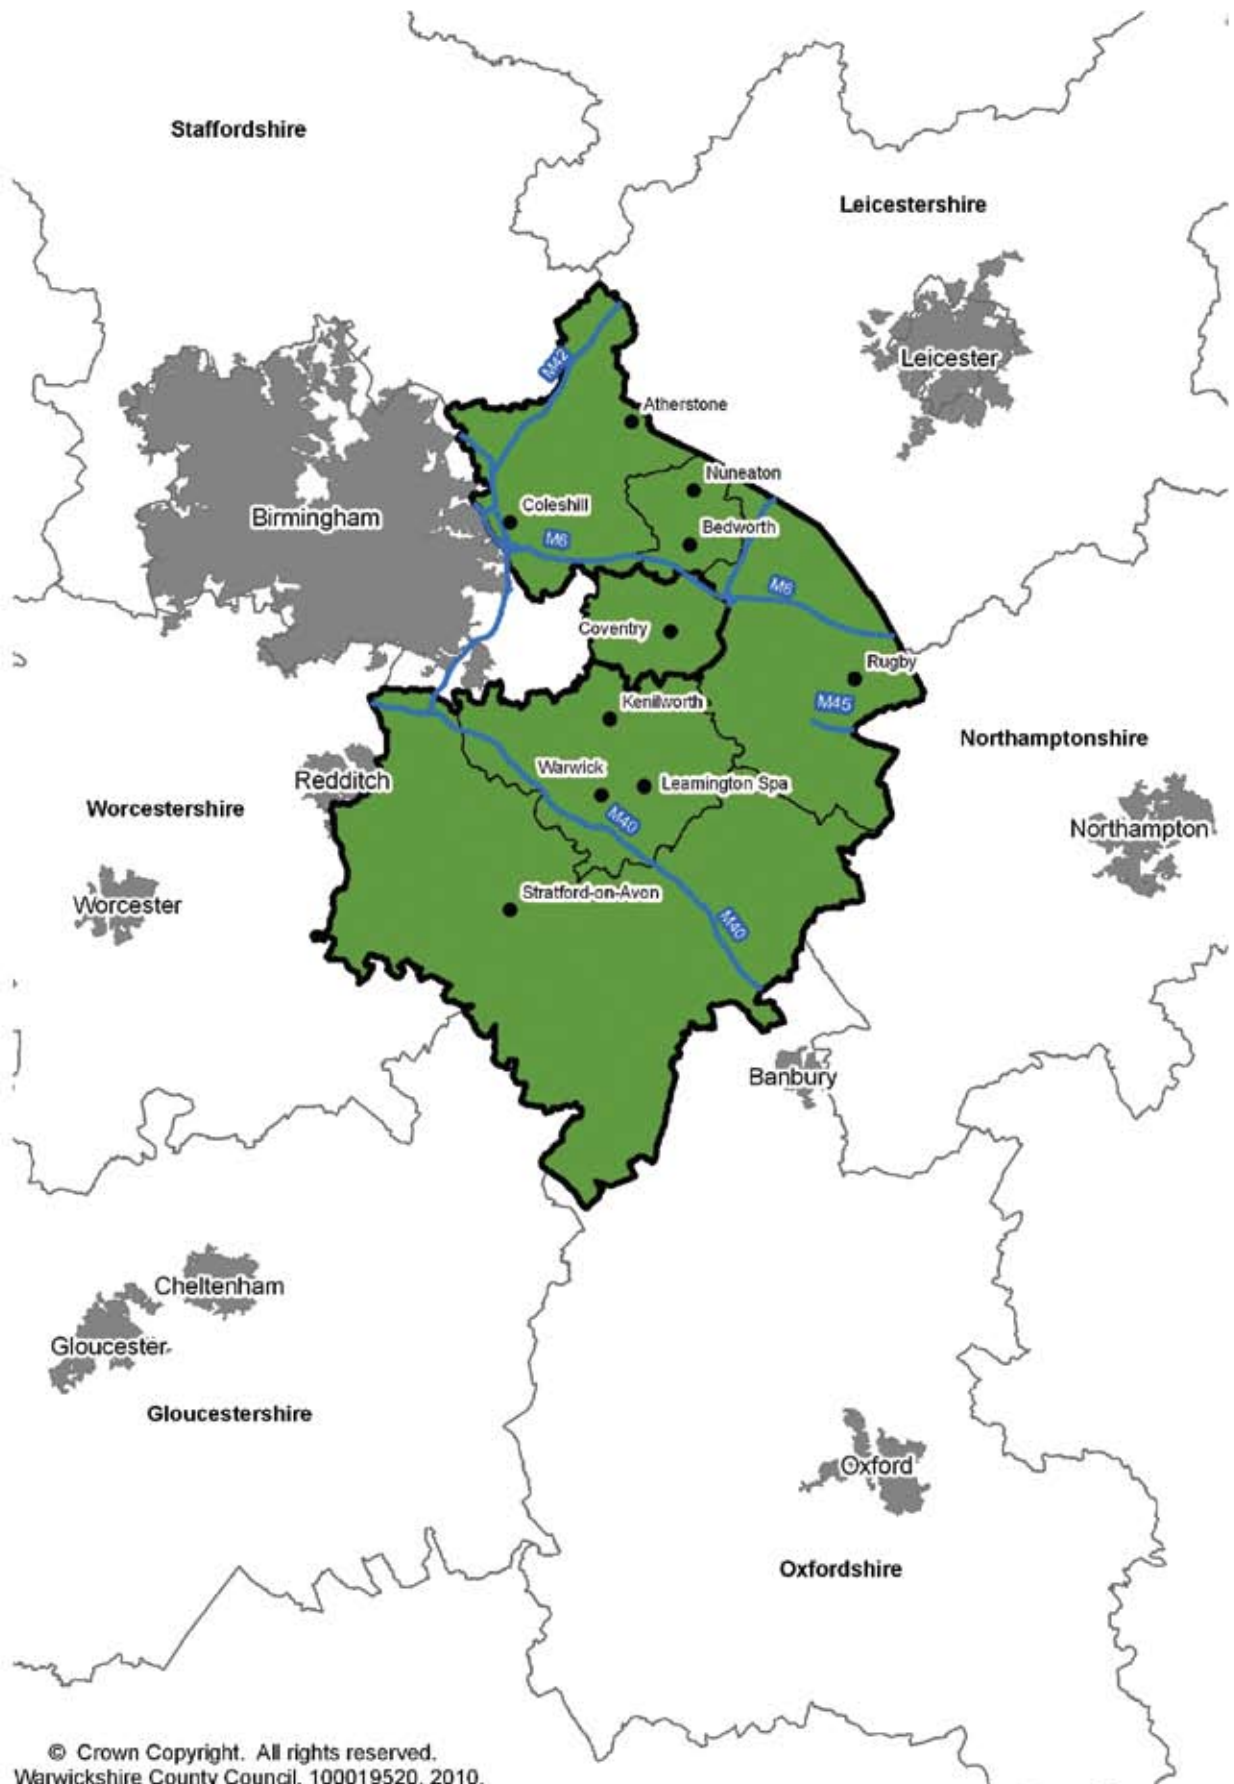 Staffordshire
Leicestershire
Leicester
M42
Atherstone
Nuneaton
Coleshill
Birmingham
Bedworth
M6
M6
Coventry
Rugby
Kenilworth
M45
Northamptonshire
Warwick
Redditch
Leamington Spa
Worcestershire
M40
Northampton
Stratford-on-Avon
Worcester
M40
Banbury
Cheltenham
Gloucester
Gloucestershire
Oxford
Oxfordshire
© Crown Copyright. All rights reserved.
Warwickshire County Council, 100019520, 2010.